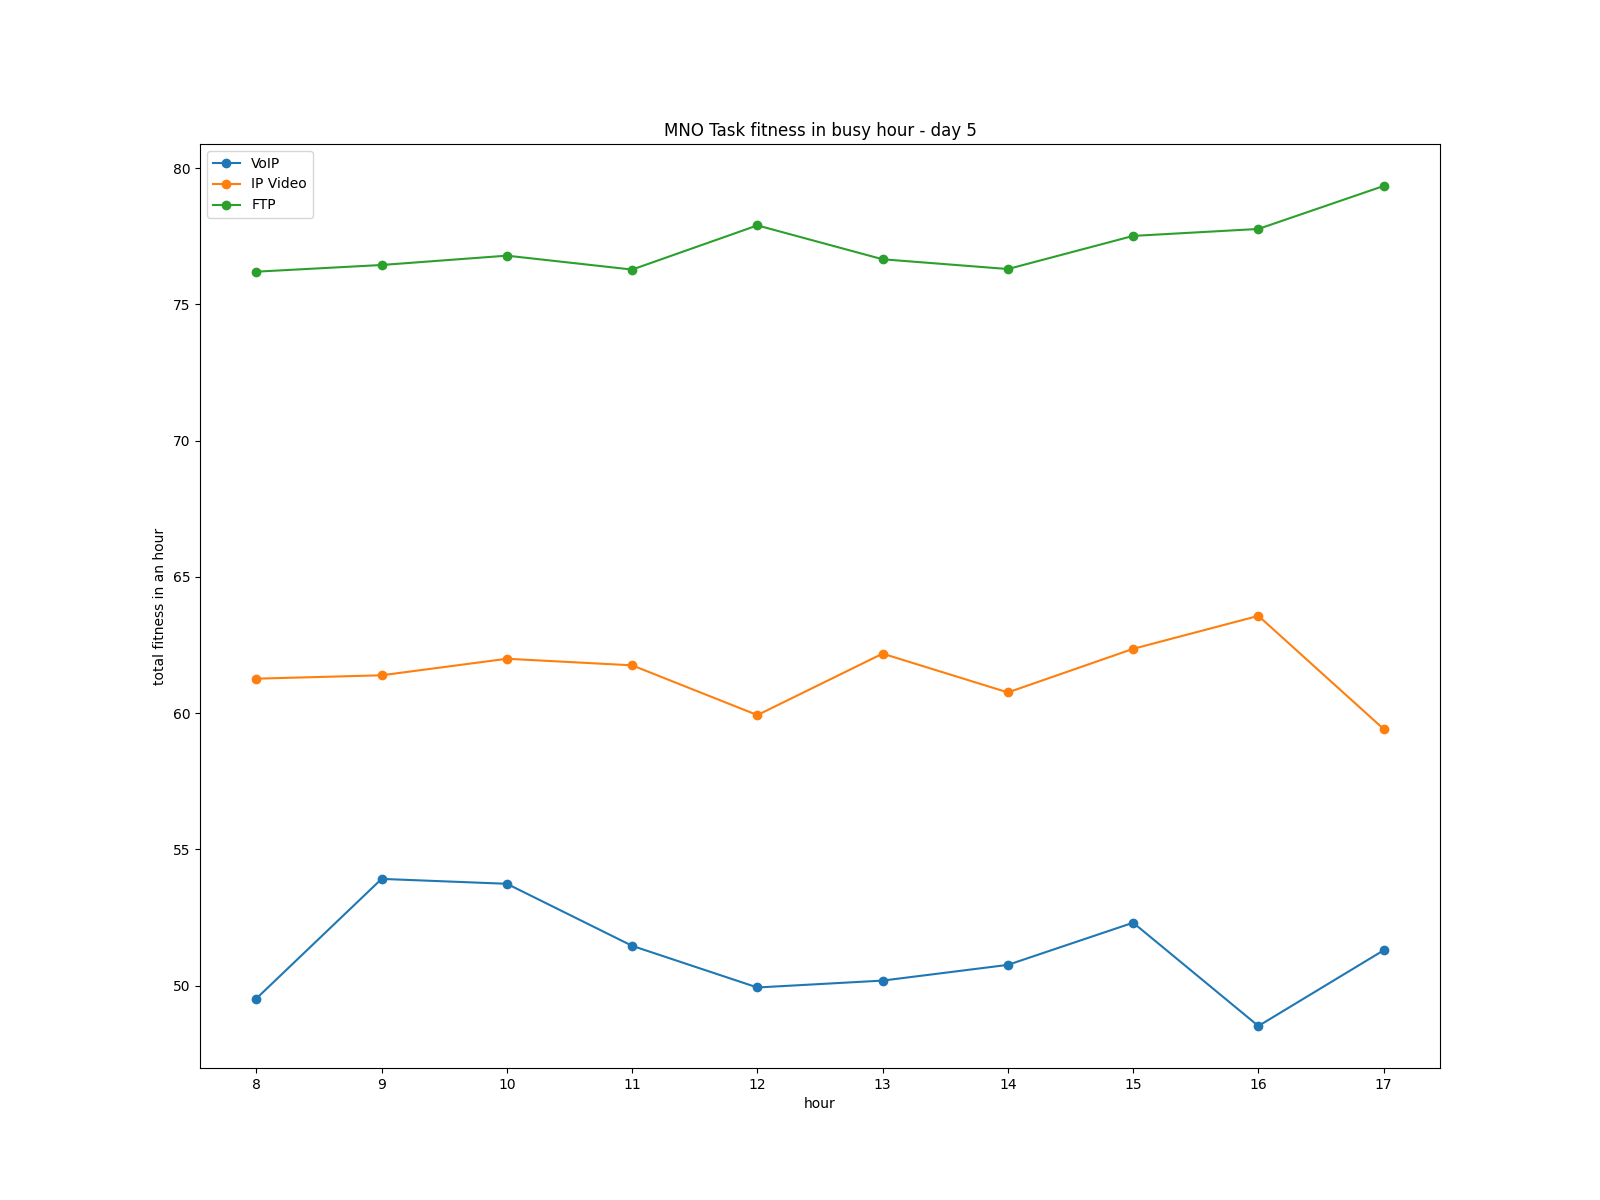 MNO Task fitness in busy hour - day 5
VoIP
IP Video
FTP
80
75
70
65
60
55
50
total fitness in an hour
8 9 10 11 12 13 14 15 16 17
hour